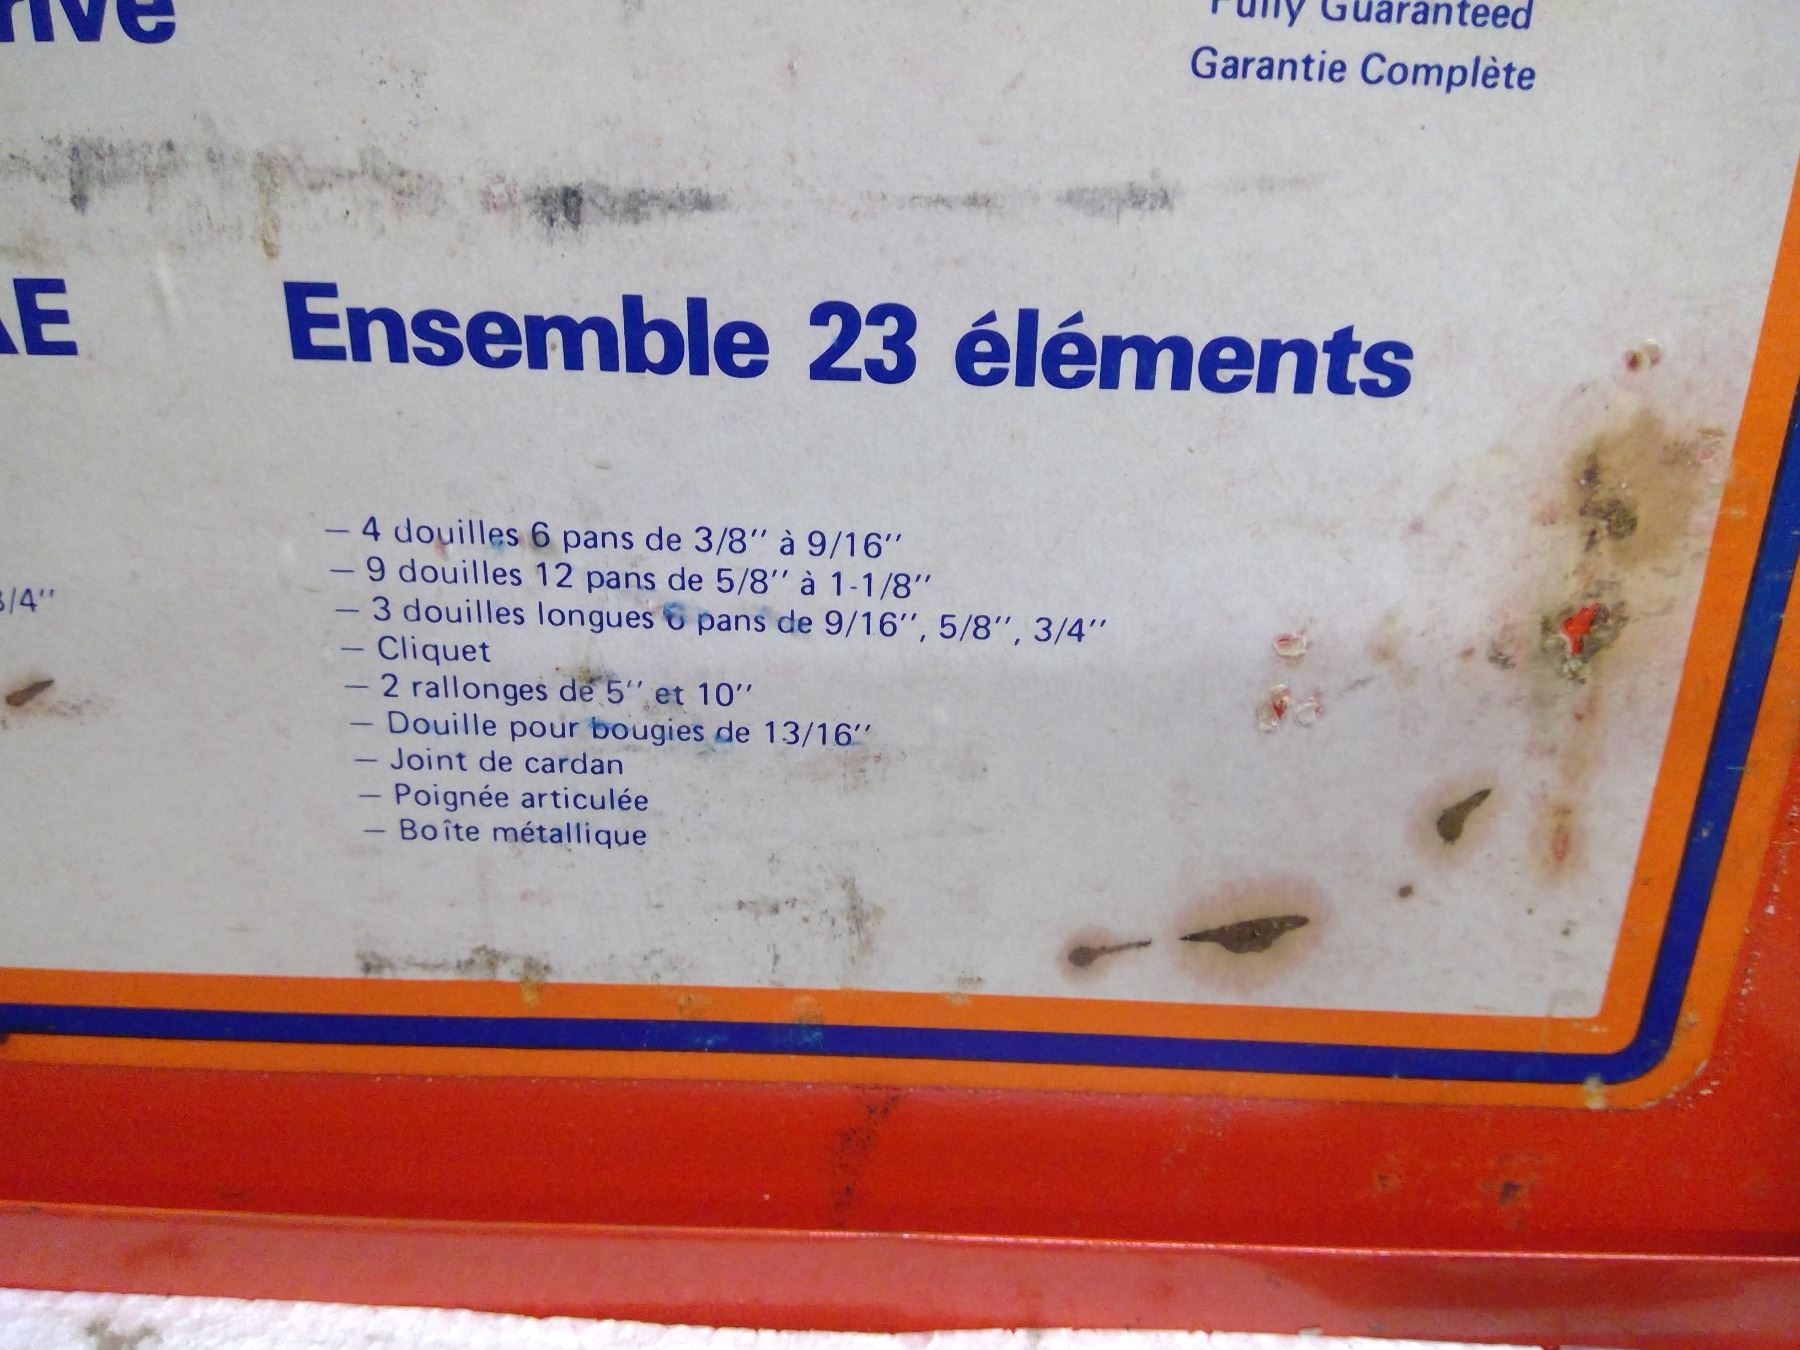 Fully Guaranteed
Garantie Complète
Ensemble 23 éléments
— 4 douilles 6 pans de 3/8'' à 9/16''
— 9 douilles 12 pans de 5/8'' à 1-1/8''
— 3 douilles longues 6 pans de 9/16'', 5/8'', 3/4''
3/4''
— Cliquet
— 2 rallonges de 5'' et 10''
— Douille pour bougies de 13/16''
— Joint de cardan
— Poignée articulée
— Boîte métallique